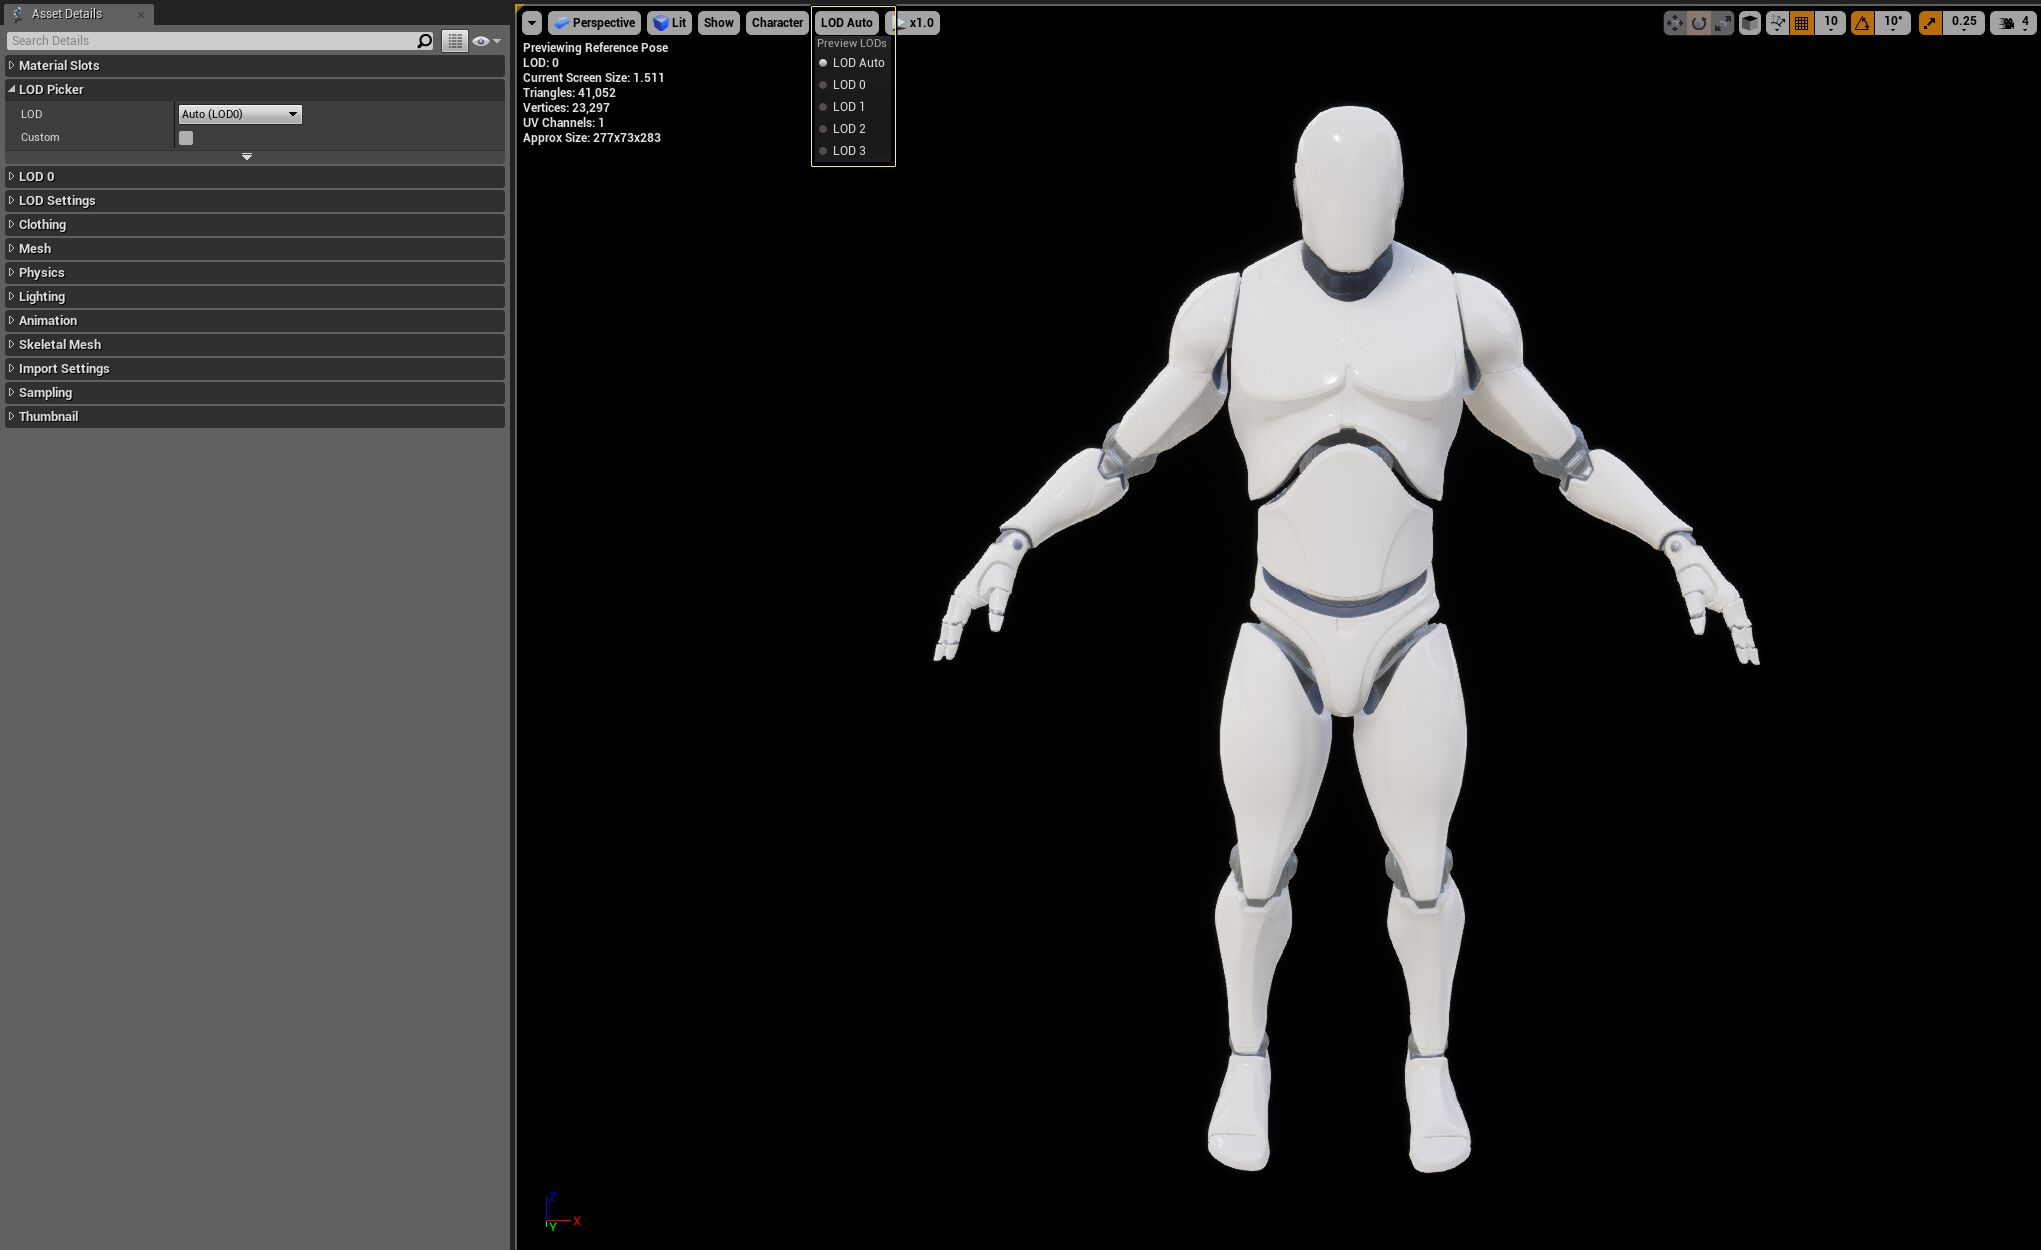 Asset Details
Search Details
Material Slots
LOD Picker
LOD Auto (LOD0)
Custom
LOD 0
LOD Settings
Clothing
Mesh
Physics
Lighting
Animation
Skeletal Mesh
Import Settings
Sampling
Thumbnail
Perspective Lit Show Character LOD Auto x1.0
Previewing Reference Pose
LOD: 0
Current Screen Size: 1.511
Triangles: 41,052
Vertices: 23,297
UV Channels: 1
Approx Size: 277x73x283
Preview LODs
LOD Auto
LOD 0
LOD 1
LOD 2
LOD 3
10 10° 0.25 4
Z
X
Y